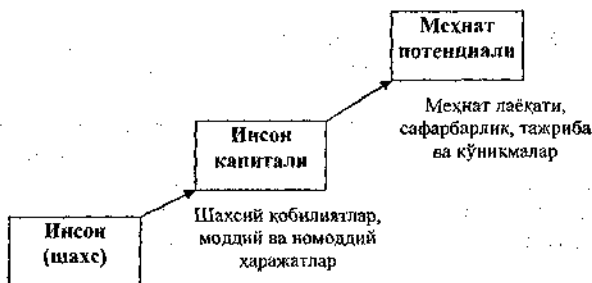 Меҳнат
потенциали
Меҳнат лаёқати,
сафарбарлик, тажриба
ва кўникмалар
Инсон
капитали
Шахсий қобилиятлар,
моддий ва номоддий
харажатлар
Инсон
(шахс)